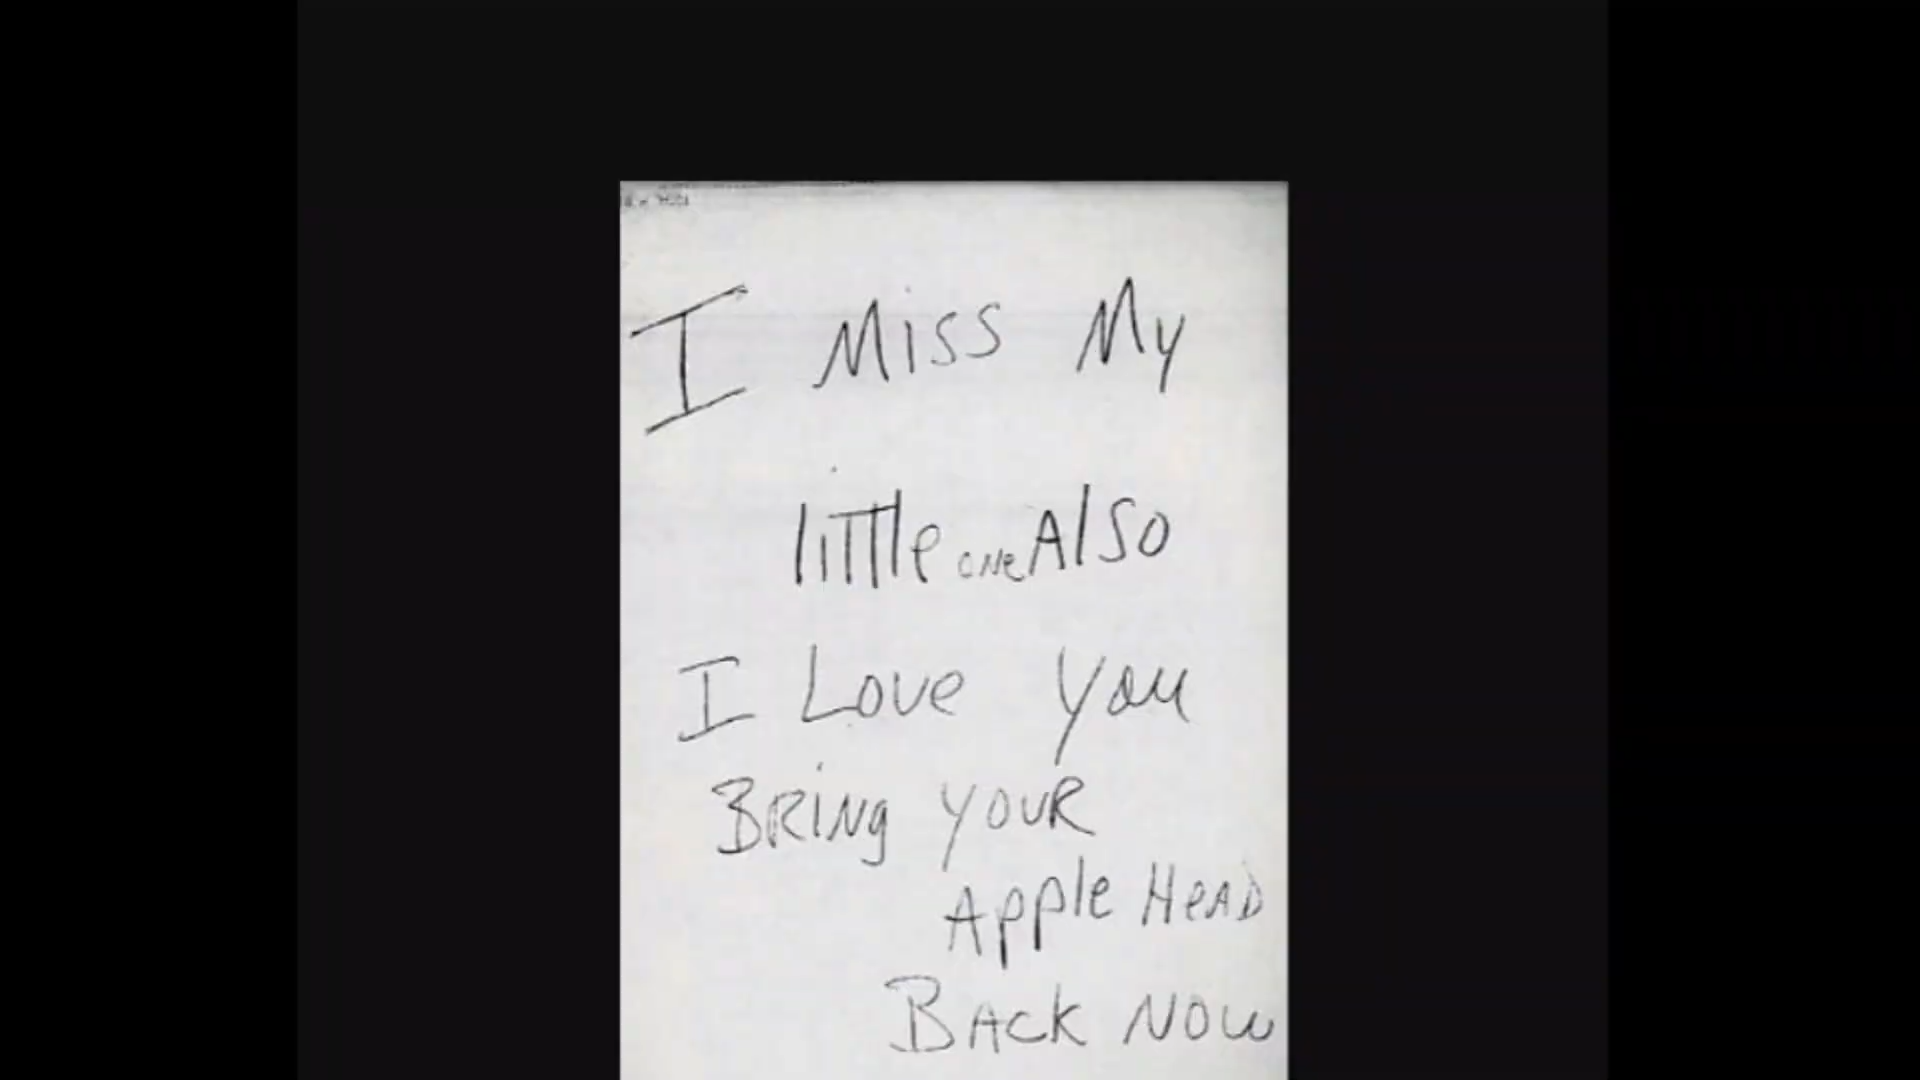 I Miss My
little one Also
I Love you
BRiNg YOUR
Apple HeAD
BACK NOW